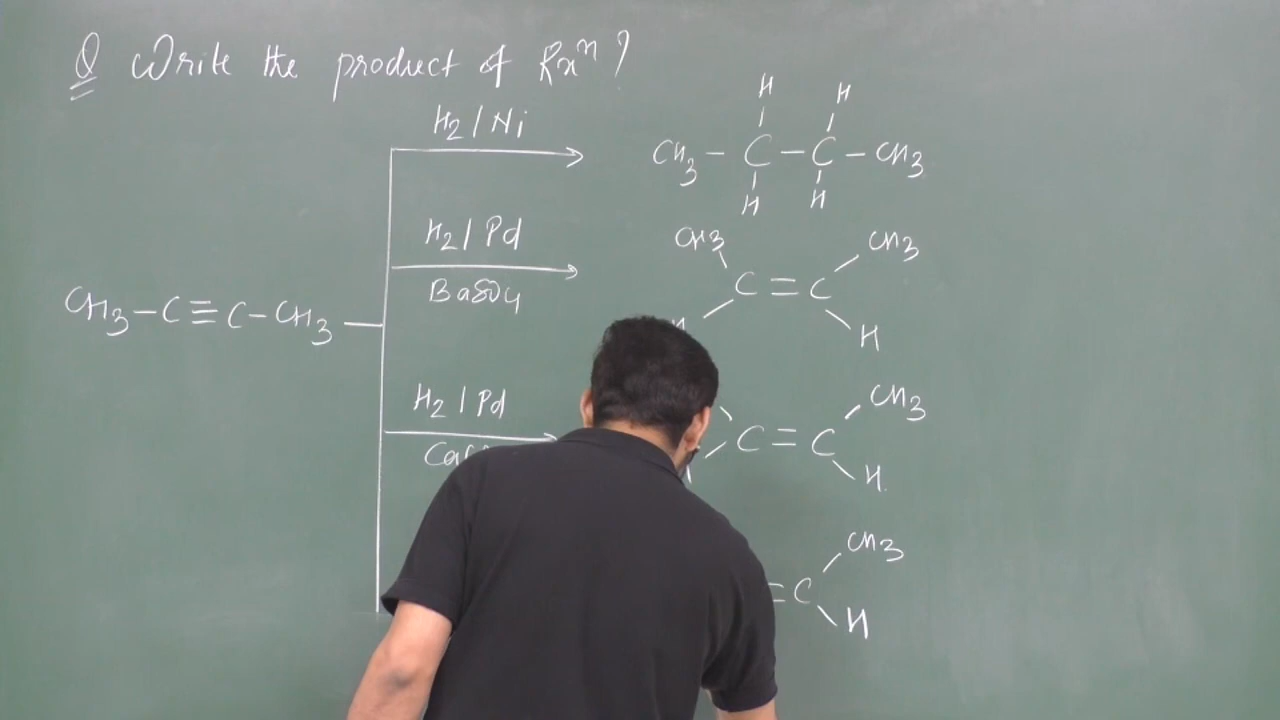 Q Write the product of Rxⁿ ?
H2 / Ni
H H
CH3 – C – C – CH3
H H
H2 / Pd
BaSO4
CH3 CH3
C = C
H
CH3 – C ≡ C – CH3
H2 / Pd
CH3
C = C
H
CH3
= C
H